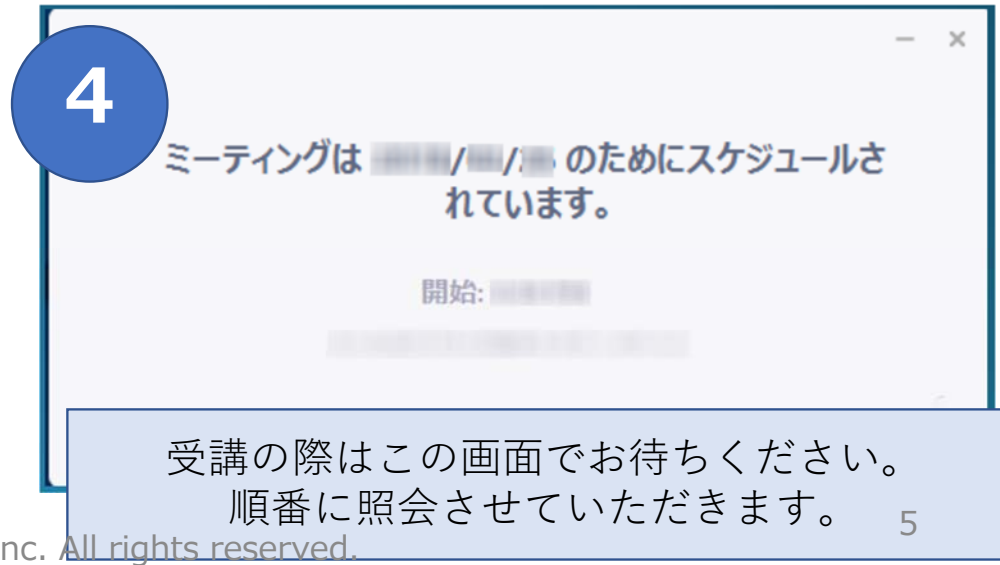 4
ミーティングは / / のためにスケジュールさ
れています。
開始:
受講の際はこの画面でお待ちください。
順番に照会させていただきます。
5
nc. All rights reserved.